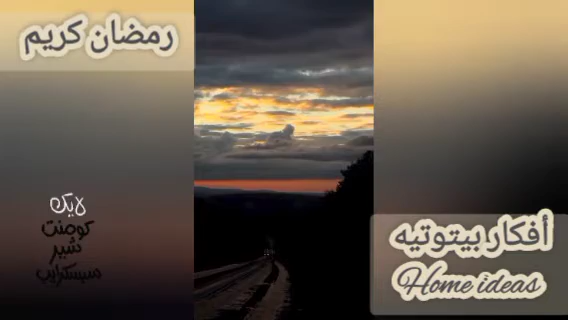 رمضان كريم
لايك
كومنت
شير
سبسكرايب
أفكار بيتوتيه
Home ideas